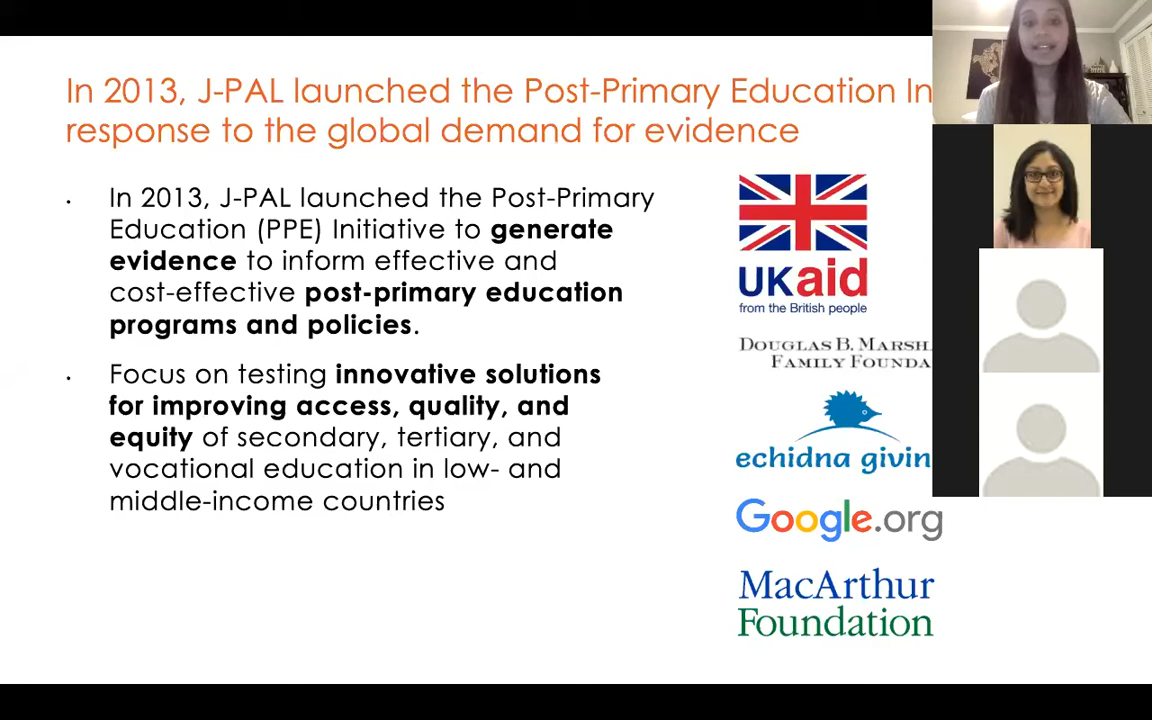 In 2013, J-PAL launched the Post-Primary Education In
response to the global demand for evidence
• In 2013, J-PAL launched the Post-Primary
Education (PPE) Initiative to generate
evidence to inform effective and
cost-effective post-primary education
programs and policies.
• Focus on testing innovative solutions
for improving access, quality, and
equity of secondary, tertiary, and
vocational education in low- and
middle-income countries
UKaid
from the British people
DOUGLAS B. MARSH
FAMILY FOUNDA
echidna givin
Google.org
MacArthur
Foundation